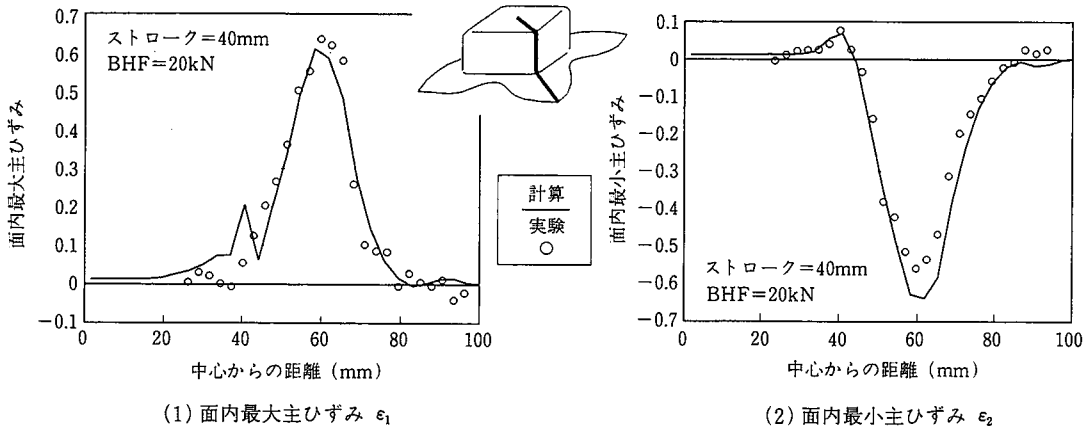 ストローク=40mm
BHF=20kN
面内最大主ひずみ
0.7
0.6
0.5
0.4
0.3
0.2
0.1
0
-0.1
0 20 40 60 80 100
中心からの距離 (mm)
(1) 面内最大主ひずみ ε₁
計算
実験
面内最小主ひずみ
0.1
0
-0.1
-0.2
-0.3
-0.4
-0.5
-0.6
-0.7
ストローク=40mm
BHF=20kN
0 20 40 60 80 100
中心からの距離 (mm)
(2) 面内最小主ひずみ ε₂